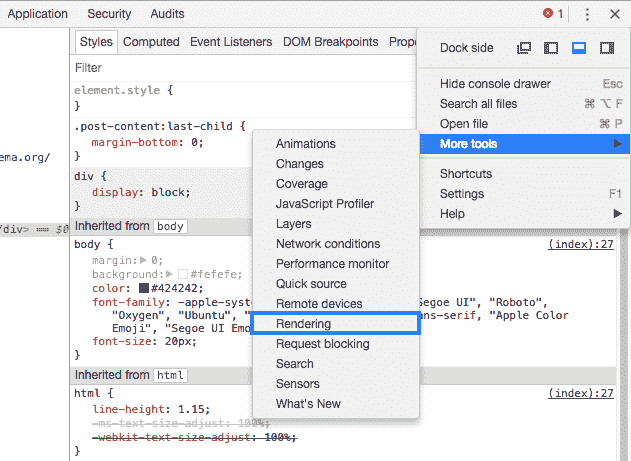 Application Security Audits 1
Styles Computed Event Listeners DOM Breakpoints Prope
Filter
element.style {
}
.post-content:last-child {
margin-bottom: 0;
}
div {
display: block;
}
Inherited from body
body { (index):27
margin: 0;
background: #fefefe;
color: #424242;
font-family: -apple-syst Segoe UI", "Roboto",
"Oxygen", "Ubuntu", " ns-serif, "Apple Color
Emoji", "Segoe UI Emo
font-size: 20px;
}
Inherited from html
html { (index):27
line-height: 1.15;
-ms-text-size-adjust: 100%;
-webkit-text-size-adjust: 100%;
}
ema.org/
/div> == $0
Dock side
Hide console drawer Esc
Search all files ⌘ ⌥ F
Open file ⌘ P
More tools
Shortcuts
Settings F1
Help
Animations
Changes
Coverage
JavaScript Profiler
Layers
Network conditions
Performance monitor
Quick source
Remote devices
Rendering
Request blocking
Search
Sensors
What's New